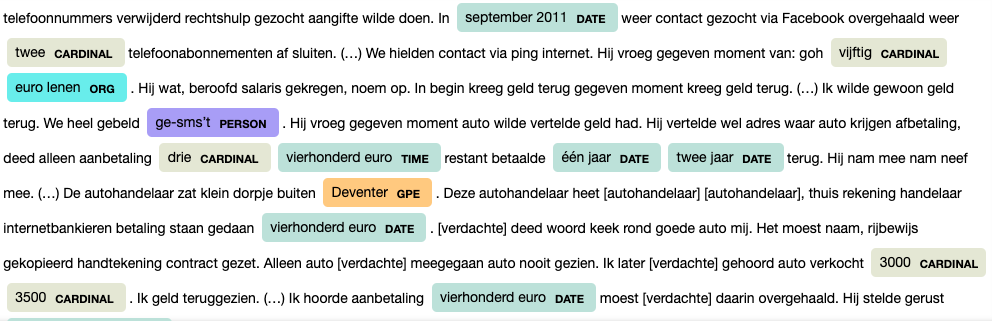 telefoonnummers verwijderd rechtshulp gezocht aangifte wilde doen. In september 2011 DATE weer contact gezocht via Facebook overgehaald weer
twee CARDINAL telefoonabonnementen af sluiten. (…) We hielden contact via ping internet. Hij vroeg gegeven moment van: goh vijftig CARDINAL
euro lenen ORG . Hij wat, beroofd salaris gekregen, noem op. In begin kreeg geld terug gegeven moment kreeg geld terug. (…) Ik wilde gewoon geld
terug. We heel gebeld ge-sms't PERSON . Hij vroeg gegeven moment auto wilde vertelde geld had. Hij vertelde wel adres waar auto krijgen afbetaling,
deed alleen aanbetaling drie CARDINAL vierhonderd euro TIME restant betaalde één jaar DATE twee jaar DATE terug. Hij nam mee nam neef
mee. (…) De autohandelaar zat klein dorpje buiten Deventer GPE . Deze autohandelaar heet [autohandelaar] [autohandelaar], thuis rekening handelaar
internetbankieren betaling staan gedaan vierhonderd euro DATE . [verdachte] deed woord keek rond goede auto mij. Het moest naam, rijbewijs
gekopieerd handtekening contract gezet. Alleen auto [verdachte] meegegaan auto nooit gezien. Ik later [verdachte] gehoord auto verkocht 3000 CARDINAL
3500 CARDINAL . Ik geld teruggezien. (…) Ik hoorde aanbetaling vierhonderd euro DATE moest [verdachte] daarin overgehaald. Hij stelde gerust